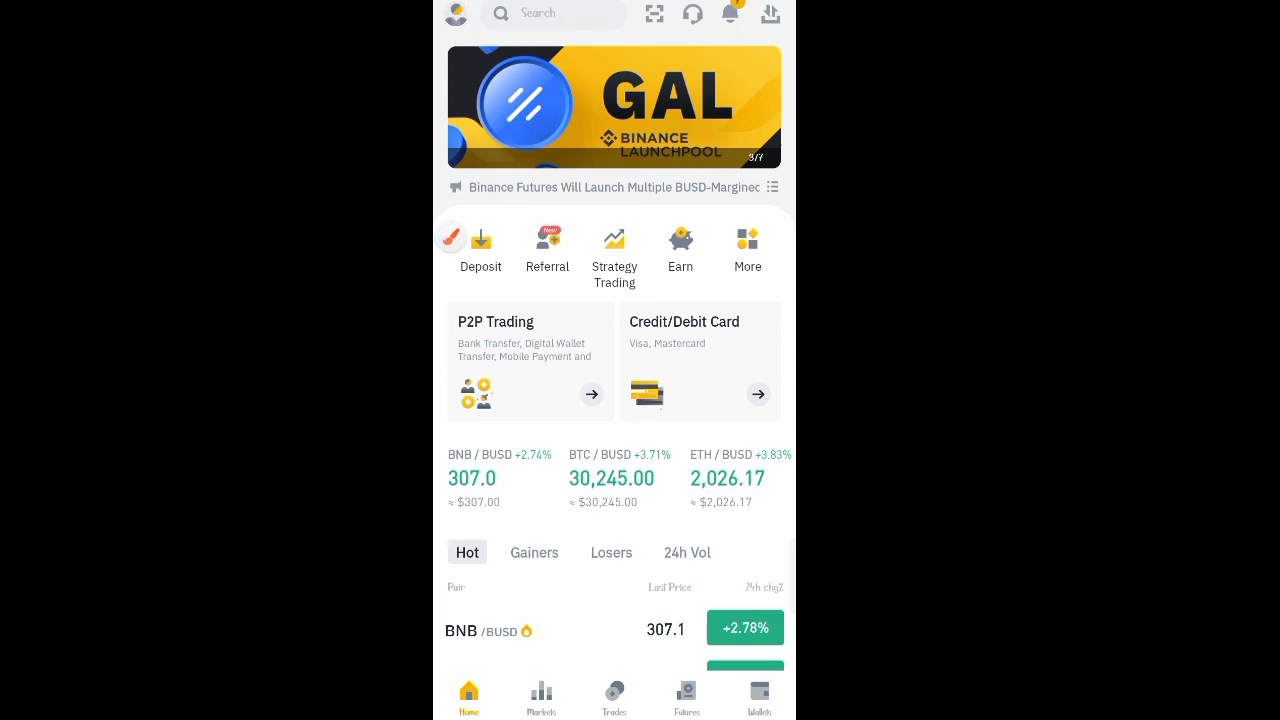 Search
GAL
BINANCE
LAUNCHPOOL
3/7
Binance Futures Will Launch Multiple BUSD-Margined
New
Deposit
Referral
Strategy
Trading
Earn
More
P2P Trading
Bank Transfer, Digital Wallet
Transfer, Mobile Payment and
Credit/Debit Card
Visa, Mastercard
BNB / BUSD +2.74%
307.0
≈ $307.00
BTC / BUSD +3.71%
30,245.00
≈ $30,245.00
ETH / BUSD +3.83%
2,026.17
≈ $2,026.17
Hot Gainers Losers 24h Vol
Pair Last Price 24h chg%
BNB /BUSD 307.1 +2.78%
Home Markets Trades Futures Wallets